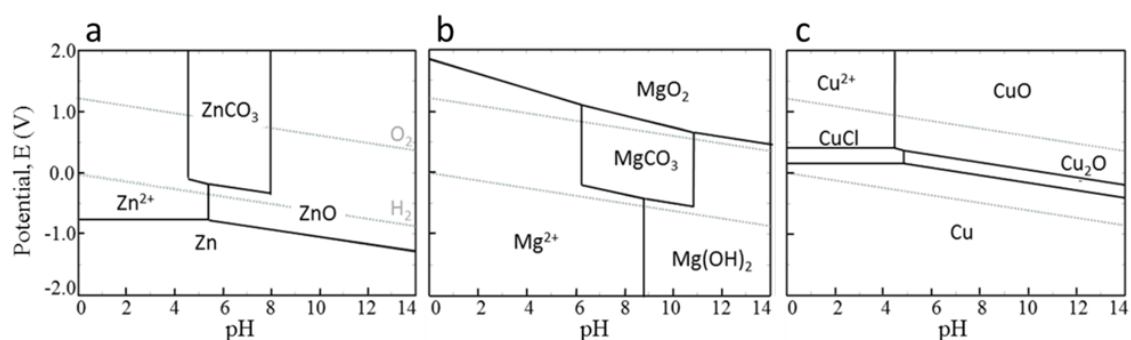 a
b
c
Potential, E (V)
2.0
1.0
0.0
-1.0
-2.0
ZnCO₃
O₂
Zn²⁺
ZnO
H₂
Zn
0 2 4 6 8 10 12 14
pH
MgO₂
MgCO₃
Mg²⁺
Mg(OH)₂
0 2 4 6 8 10 12 14
pH
Cu²⁺
CuO
CuCl
Cu₂O
Cu
0 2 4 6 8 10 12 14
pH